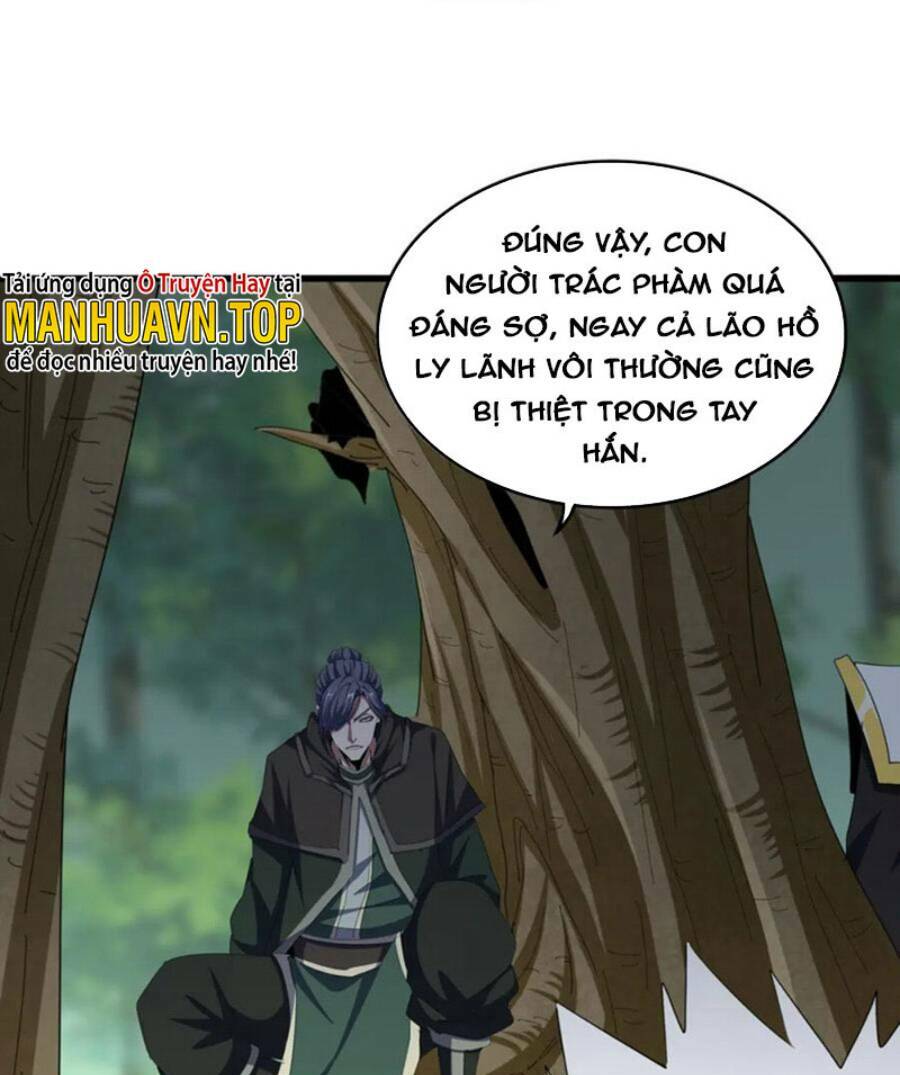 Tải ứng dụng Ô Truyện Hay tại
MANHUAVN.TOP
để đọc nhiều truyện hay nhé!
ĐÚNG VẬY, CON
NGƯỜI TRÁC PHÀM QUÁ
ĐÁNG SỢ, NGAY CẢ LÃO HỒ
LY LÃNH VÔI THƯỜNG CŨNG
BỊ THIỆT TRONG TAY
HẮN.